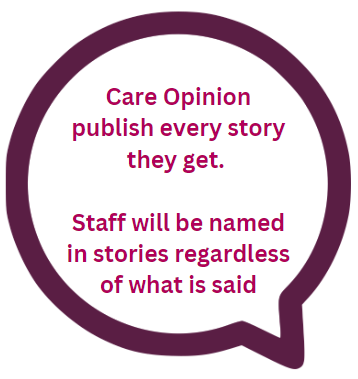 Care Opinion
publish every story
they get.
Staff will be named
in stories regardless
of what is said